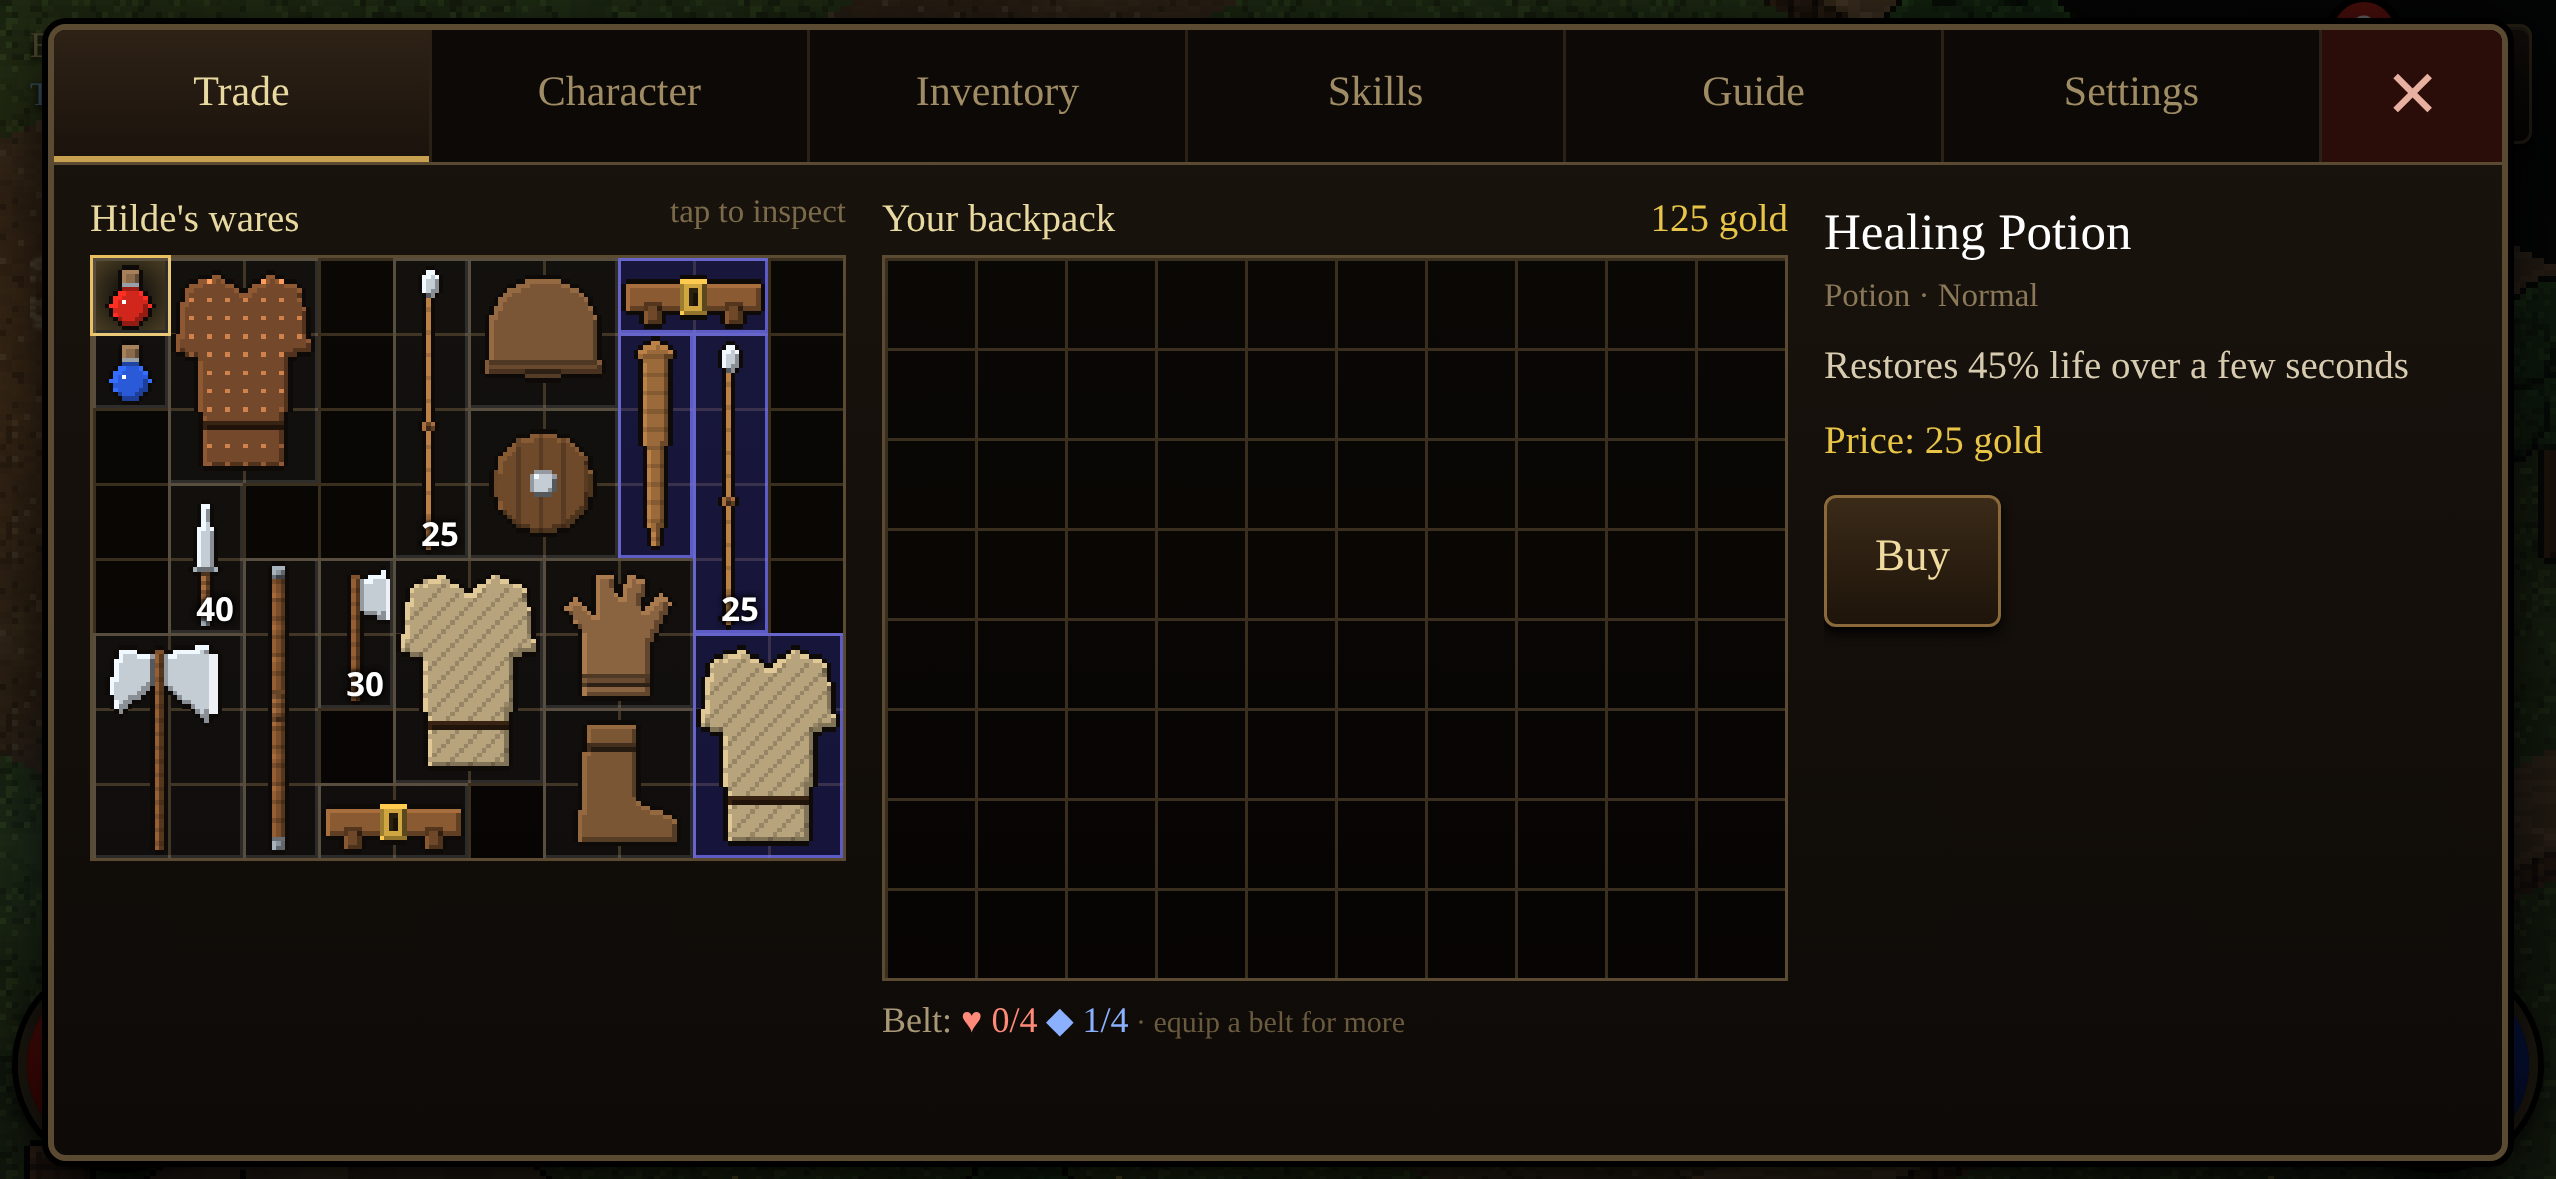 Trade Character Inventory Skills Guide Settings ✕
Hilde's wares tap to inspect
25
40
25
30
Your backpack 125 gold
Belt: ♥ 0/4 ◆ 1/4 · equip a belt for more
Healing Potion
Potion · Normal
Restores 45% life over a few seconds
Price: 25 gold
Buy